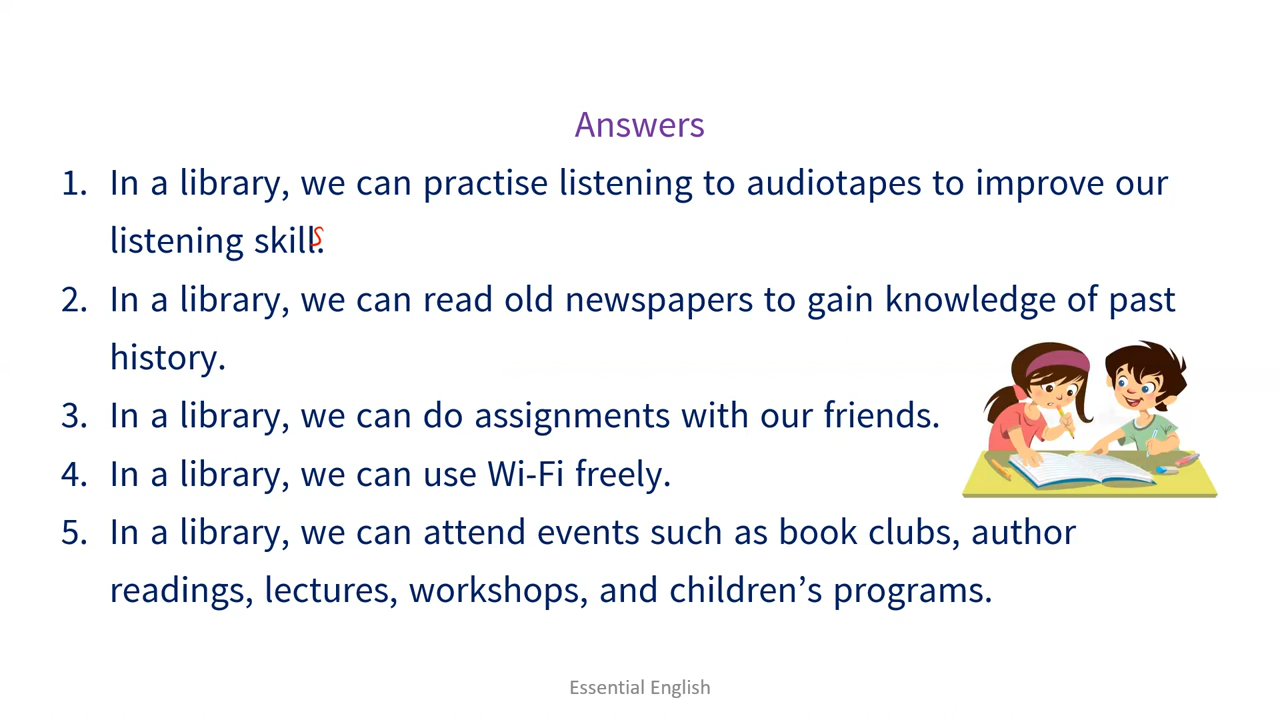 Answers
1. In a library, we can practise listening to audiotapes to improve our
listening skills.
2. In a library, we can read old newspapers to gain knowledge of past
history.
3. In a library, we can do assignments with our friends.
4. In a library, we can use Wi-Fi freely.
5. In a library, we can attend events such as book clubs, author
readings, lectures, workshops, and children’s programs.
Essential English